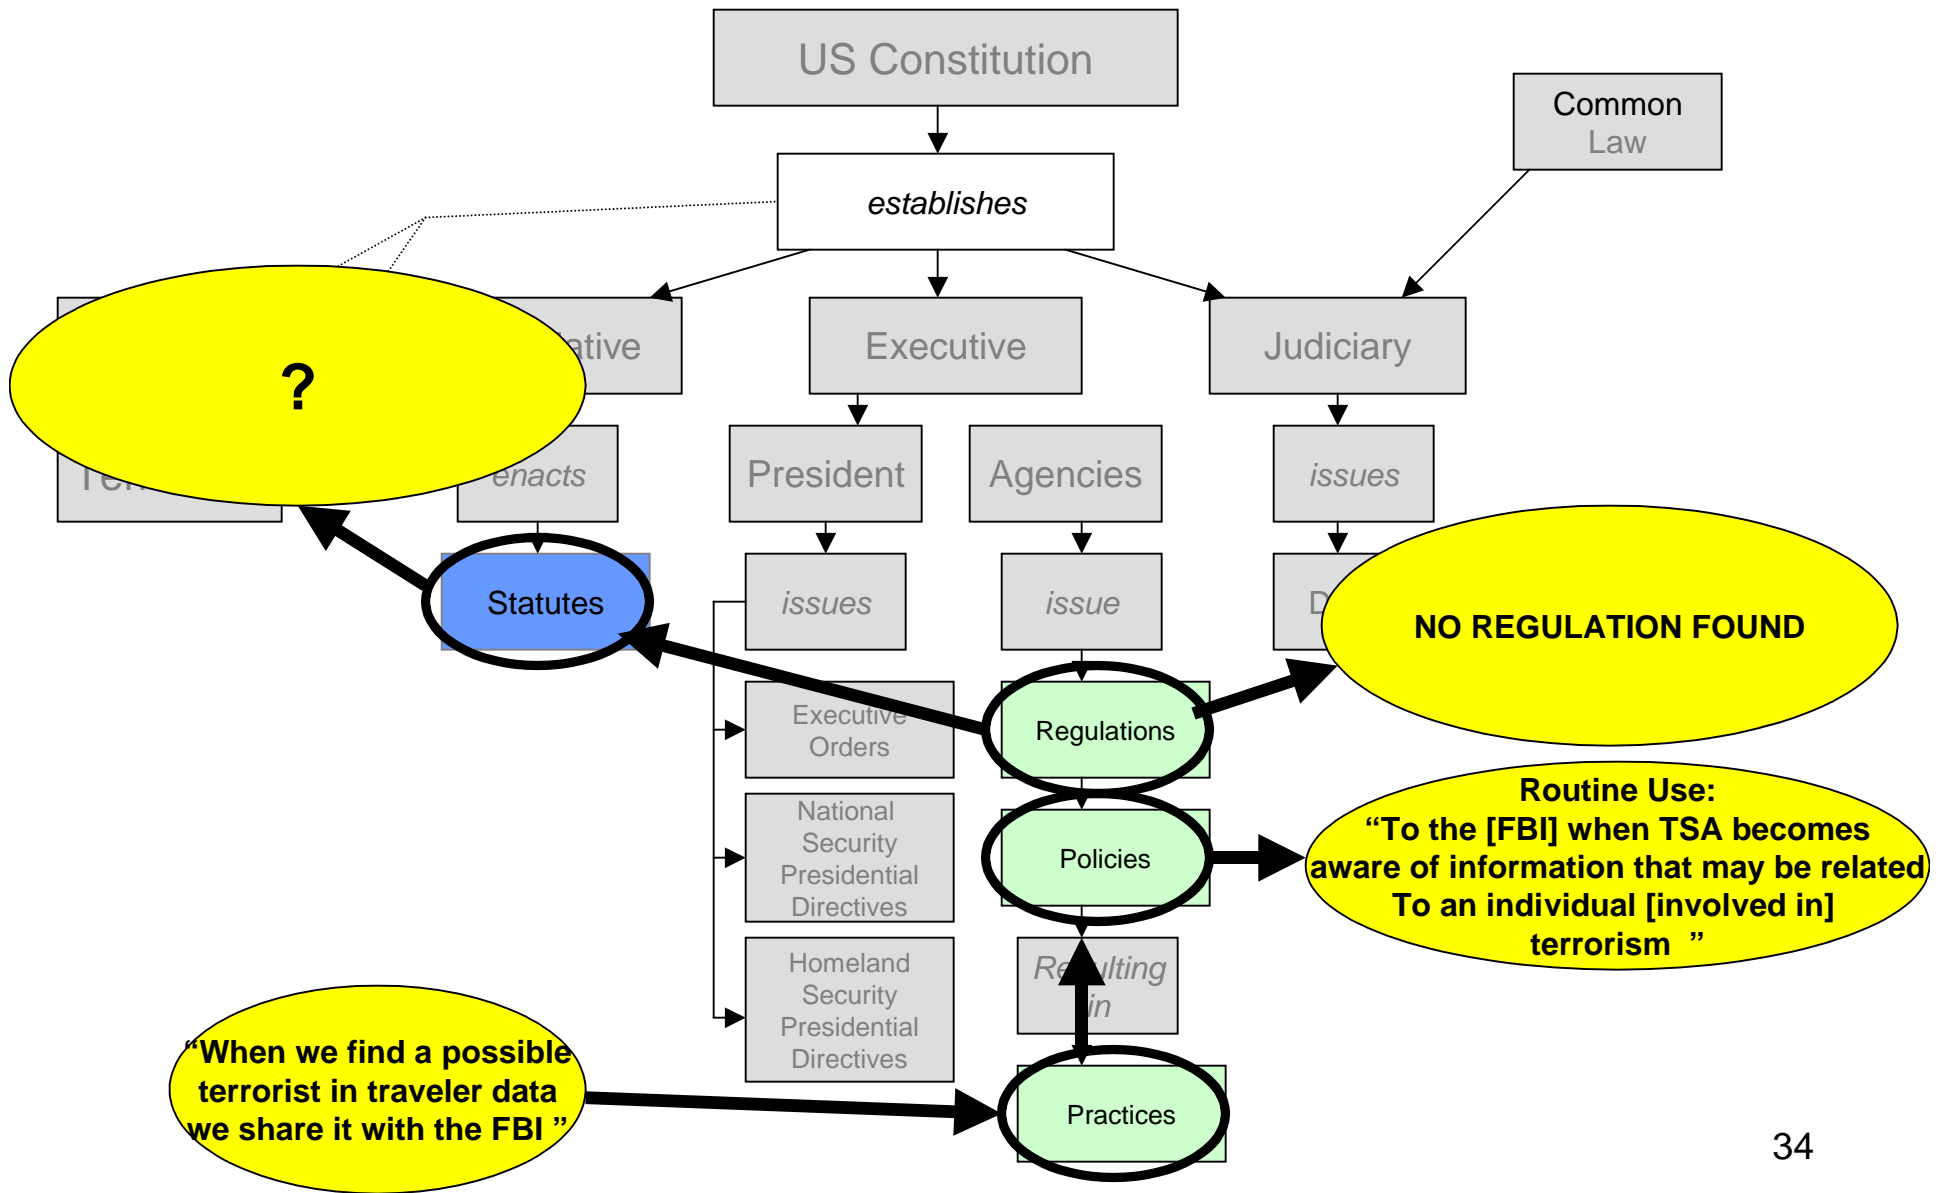 US Constitution
Common
Law
establishes
ative
Executive
Judiciary
?
enacts
President
Agencies
issues
Statutes
issues
issue
D
NO REGULATION FOUND
Executive
Orders
Regulations
National
Security
Presidential
Directives
Policies
Routine Use:
“To the [FBI] when TSA becomes
aware of information that may be related
To an individual [involved in]
terrorism ”
Homeland
Security
Presidential
Directives
Resulting
in
“When we find a possible
terrorist in traveler data
we share it with the FBI ”
Practices
34